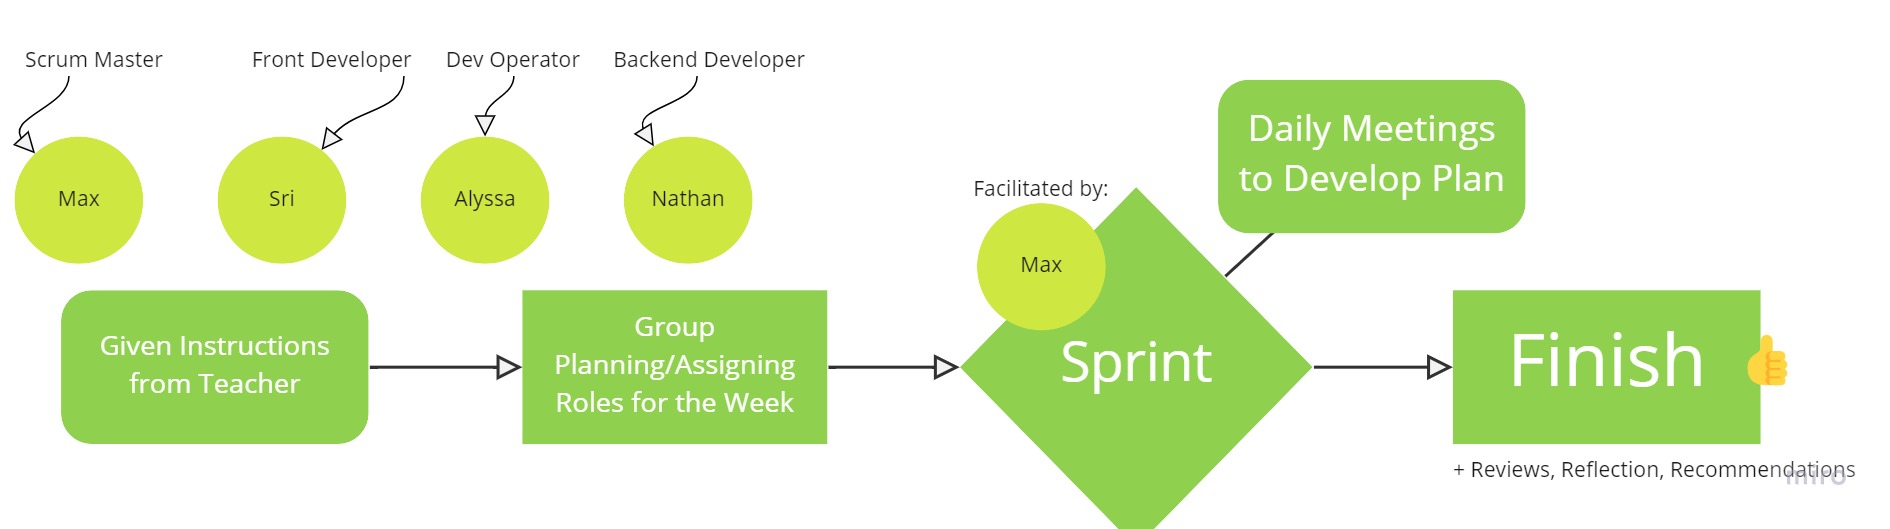 Scrum Master
Front Developer
Dev Operator
Backend Developer
Max
Sri
Alyssa
Nathan
Given Instructions
from Teacher
Group
Planning/Assigning
Roles for the Week
Facilitated by:
Max
Sprint
Daily Meetings
to Develop Plan
Finish
+ Reviews, Reflection, Recommendations
miro